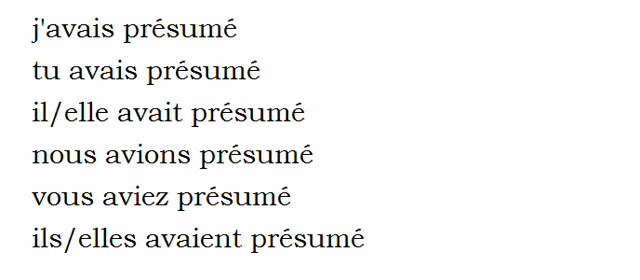 j'avais présumé
tu avais présumé
il/elle avait présumé
nous avions présumé
vous aviez présumé
ils/elles avaient présumé